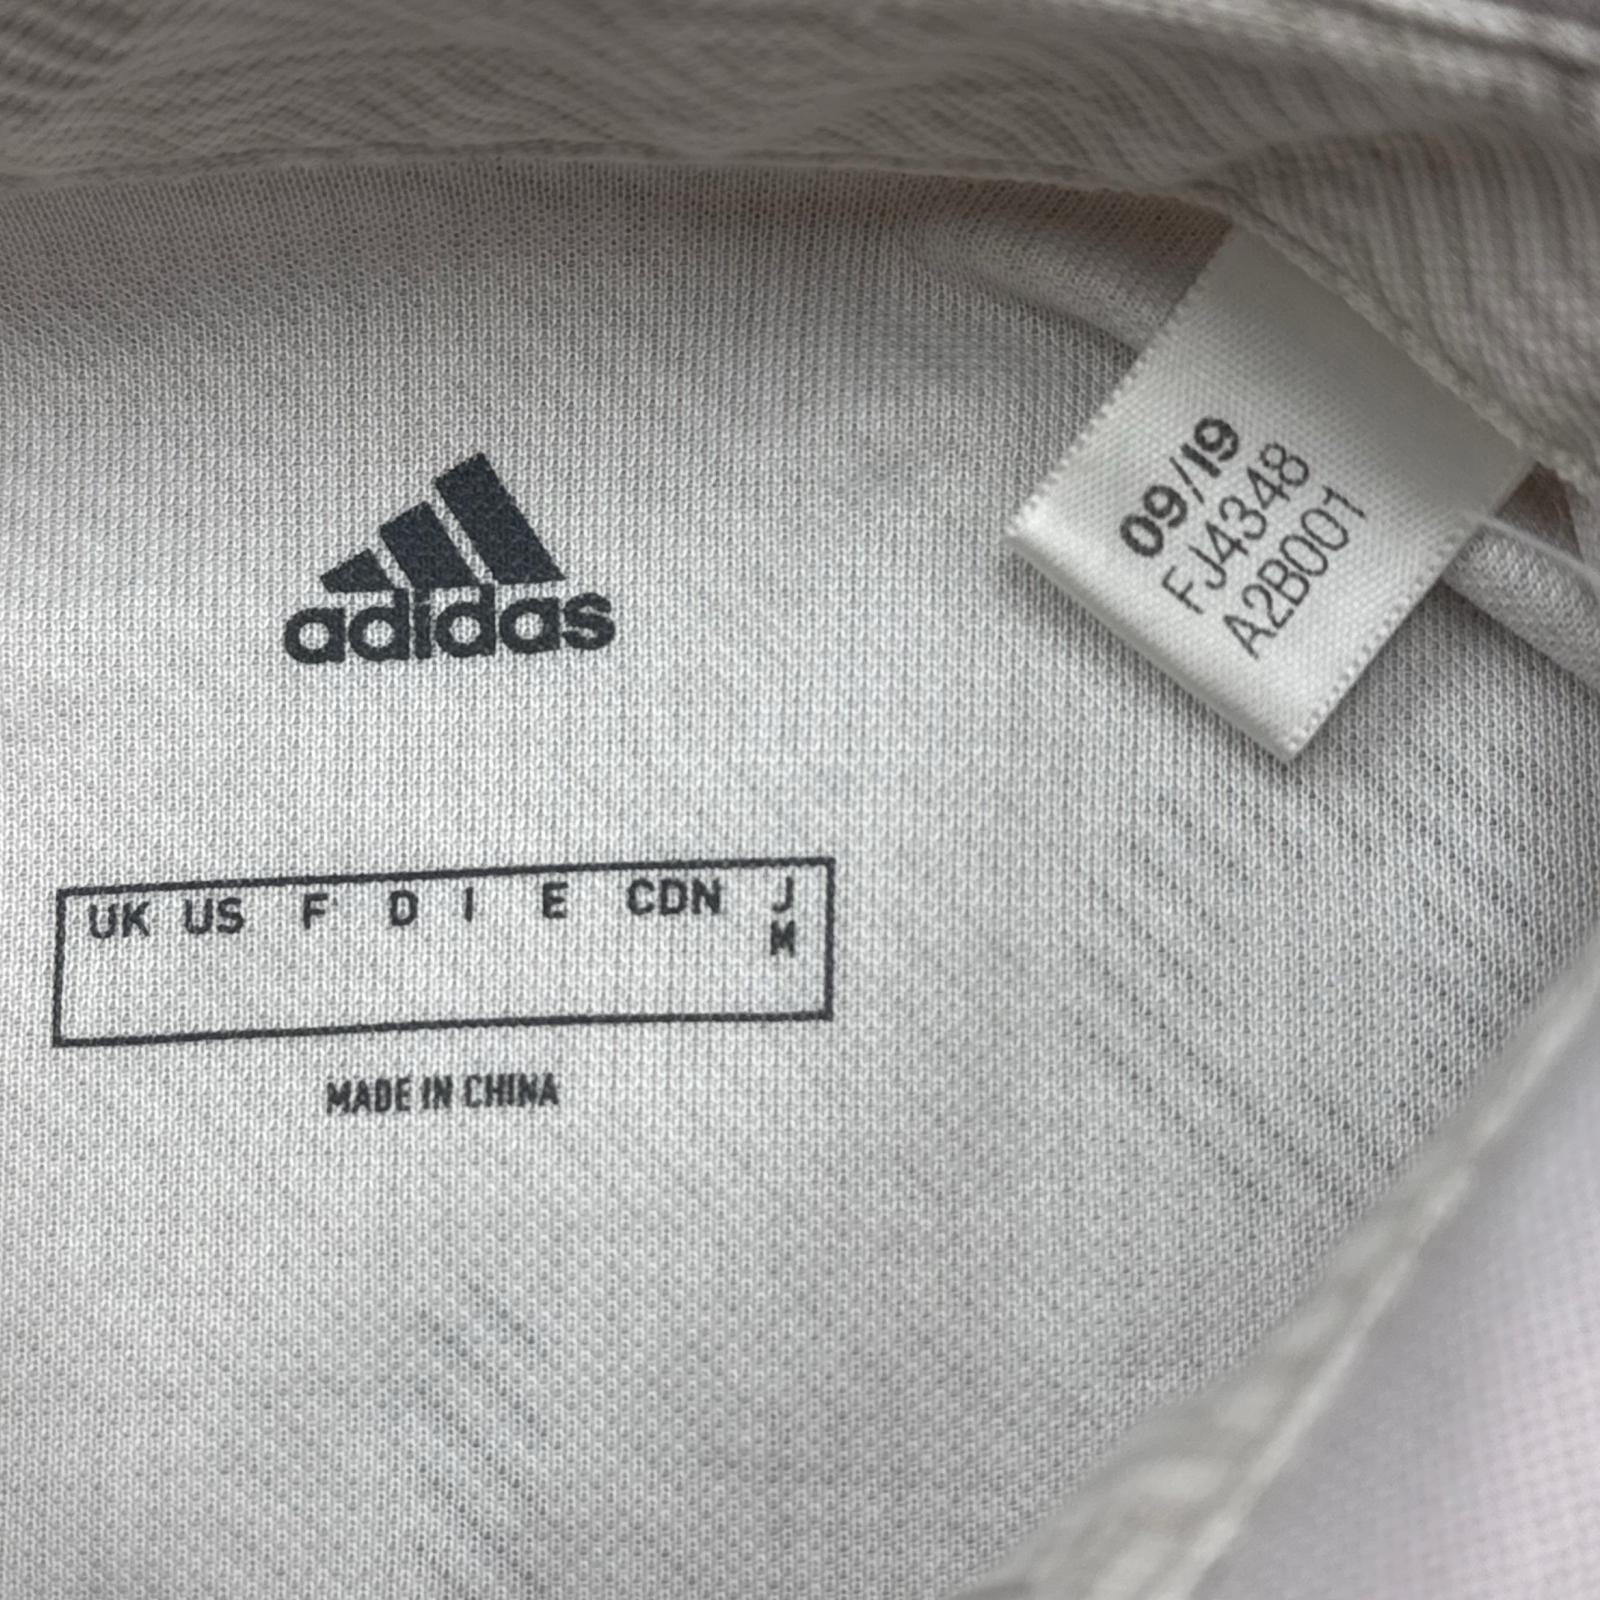 adidas
09/19
FJ4348
A2B001
UK US F D I E CDN J
M
MADE IN CHINA